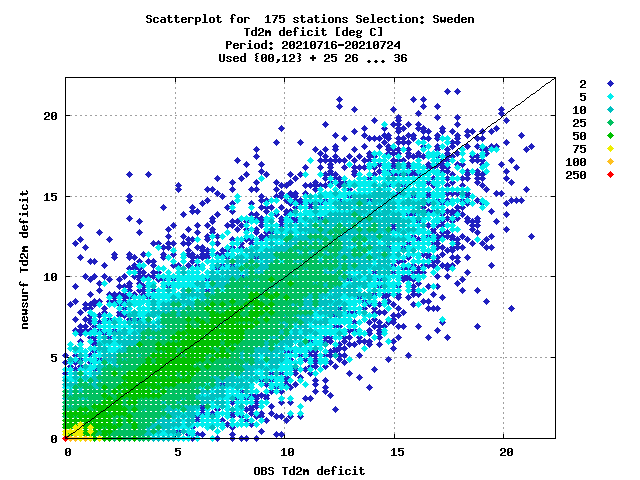 Scatterplot for 175 stations Selection: Sweden
Td2m deficit [deg C]
Period: 20210716-20210724
Used {00,12} + 25 26 ... 36
2
5
10
25
50
75
100
250
20
15
10
5
0
newsurf Td2m deficit
0 5 10 15 20
OBS Td2m deficit